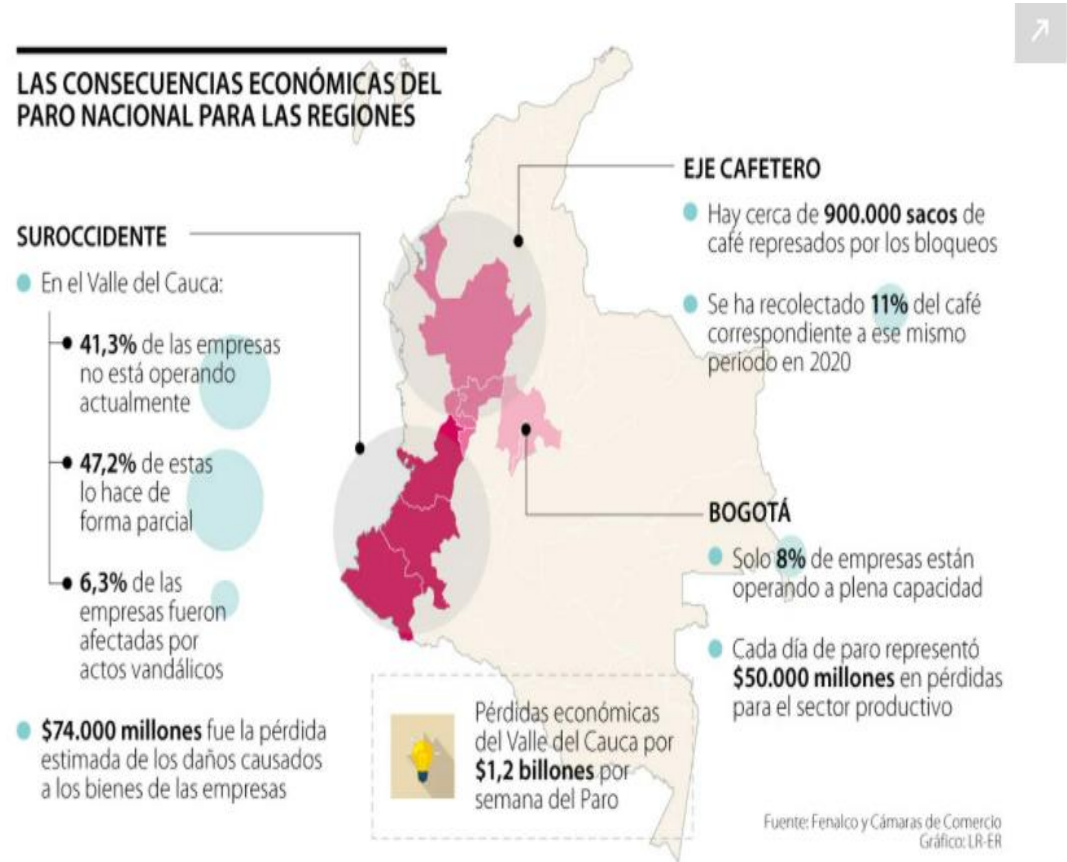 LAS CONSECUENCIAS ECONÓMICAS DEL
PARO NACIONAL PARA LAS REGIONES
SUROCCIDENTE
En el Valle del Cauca:
41,3% de las empresas
no está operando
actualmente
47,2% de estas
lo hace de
forma parcial
6,3% de las
empresas fueron
afectadas por
actos vandálicos
$74.000 millones fue la pérdida
estimada de los daños causados
a los bienes de las empresas
EJE CAFETERO
Hay cerca de 900.000 sacos de
café represados por los bloqueos
Se ha recolectado 11% del café
correspondiente a ese mismo
periodo en 2020
BOGOTÁ
Solo 8% de empresas están
operando a plena capacidad
Cada día de paro representó
$50.000 millones en pérdidas
para el sector productivo
Pérdidas económicas
del Valle del Cauca por
$1,2 billones por
semana del Paro
Fuente: Fenalco y Cámaras de Comercio
Gráfico: LR-ER